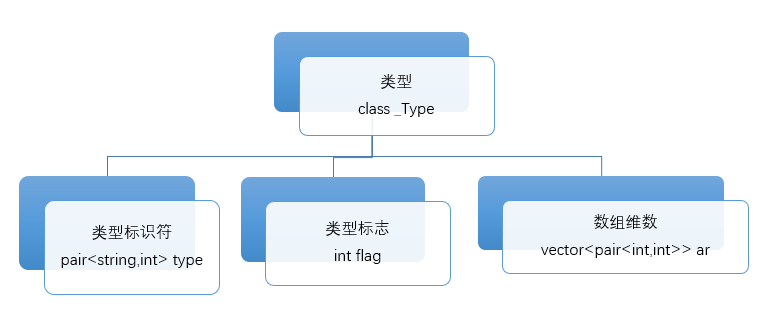 类型
class _Type
类型标识符
pair<string,int> type
类型标志
int flag
数组维数
vector<pair<int,int>> ar